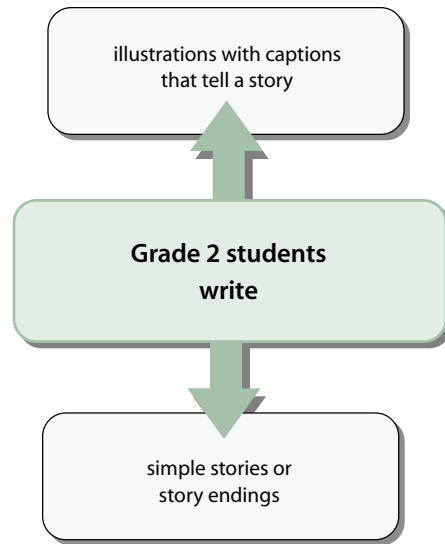 illustrations with captions
that tell a story
Grade 2 students
write
simple stories or
story endings